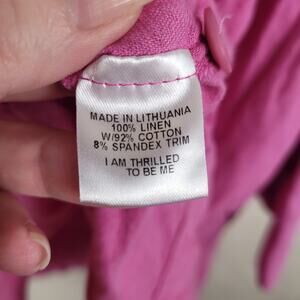 MADE IN LITHUANIA
100% LINEN
W/92% COTTON
8% SPANDEX TRIM
I AM THRILLED
TO BE ME